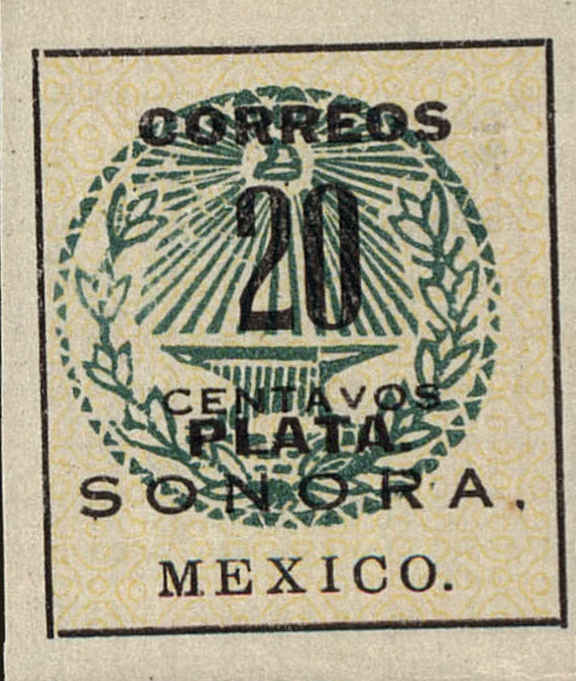 CORREOS
20
CENTAVOS
PLATA
SONORA.
MEXICO.